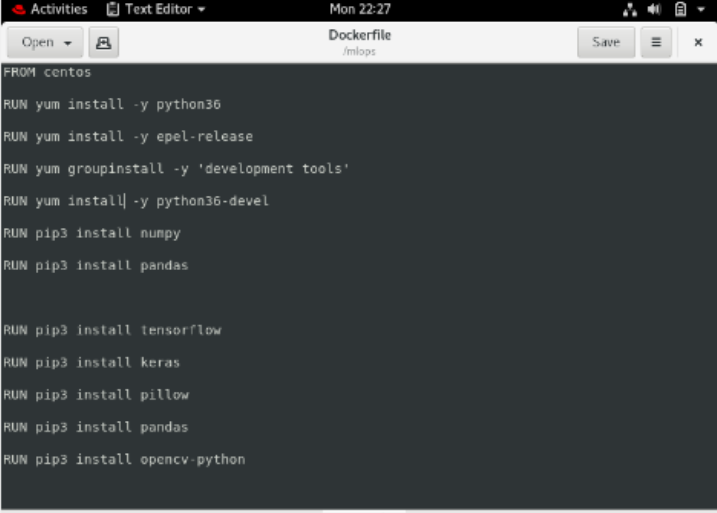 Activities Text Editor Mon 22:27
Open Dockerfile Save
/mlops
FROM centos
RUN yum install -y python36
RUN yum install -y epel-release
RUN yum groupinstall -y 'development tools'
RUN yum install -y python36-devel
RUN pip3 install numpy
RUN pip3 install pandas
RUN pip3 install tensorflow
RUN pip3 install keras
RUN pip3 install pillow
RUN pip3 install pandas
RUN pip3 install opencv-python